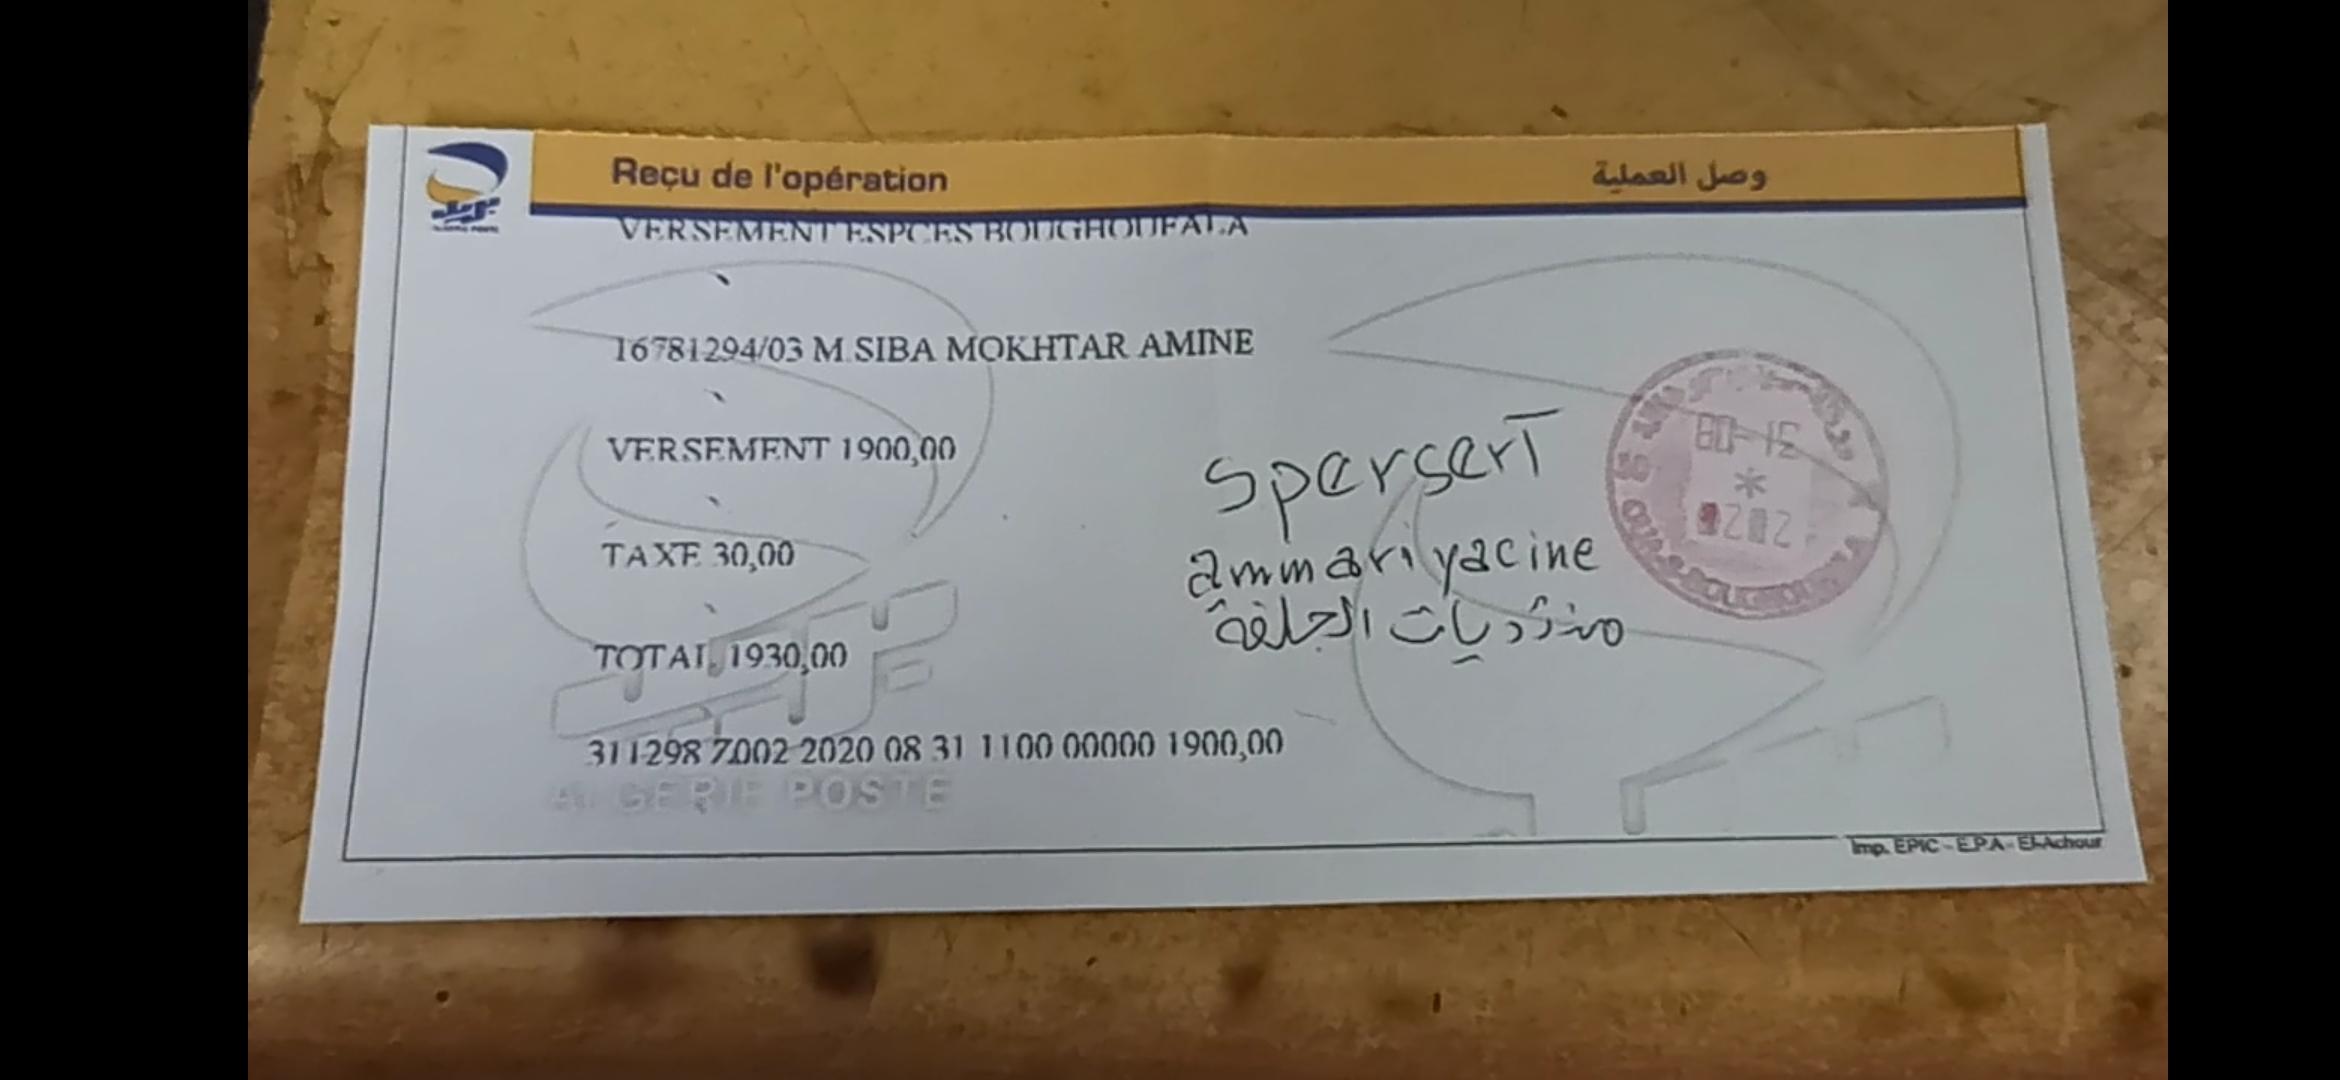 Reçu de l'opération وصل العملية
VERSEMENT ESPCES BOUGHOUFALA
16781294/03 M.SIBA MOKHTAR AMINE
VERSEMENT 1900,00
TAXE 30,00
TOTAL 1930,00
311298 7002 2020 08 31 1100 00000 1900,00
ALGERIE POSTE
spersert
ammari yacine
منتديات الجلفة
31-08
*
Imp. EPIC - E.P.A - El-Achour